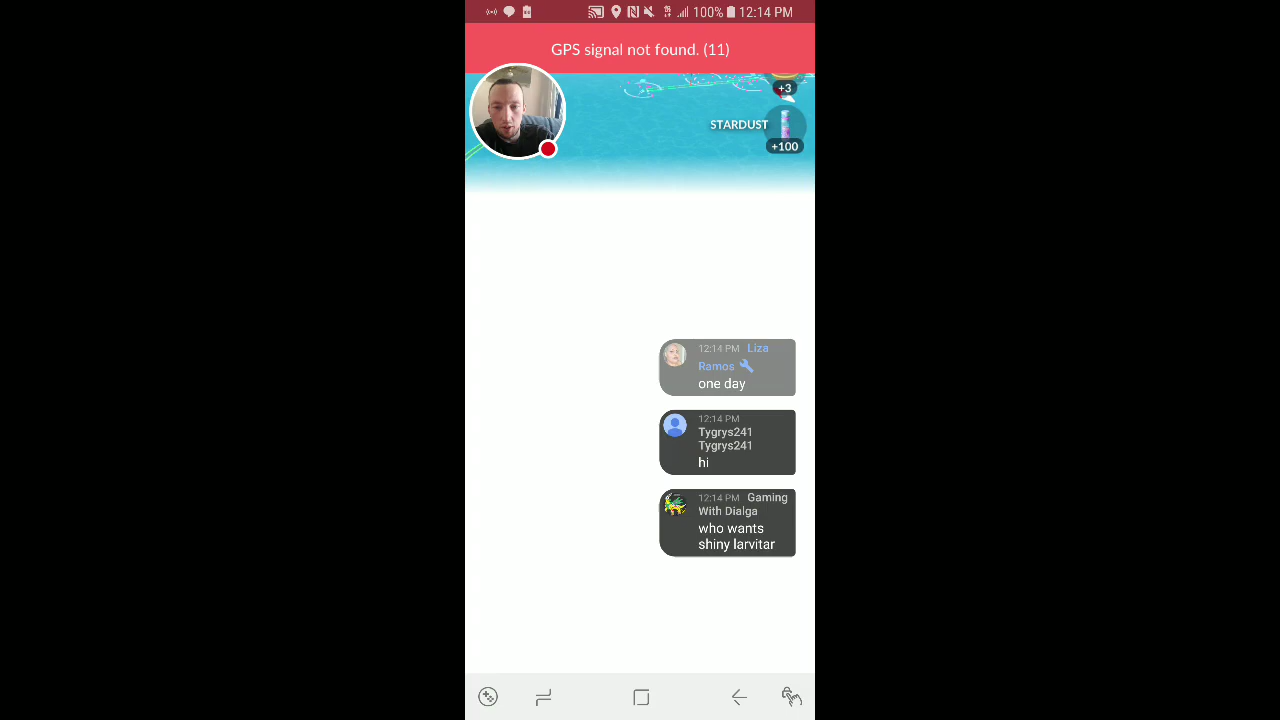 100% 12:14 PM
GPS signal not found. (11)
+3
STARDUST
+100
12:14 PM Liza
Ramos
one day
12:14 PM
Tygrys241
Tygrys241
hi
12:14 PM Gaming
With Dialga
who wants
shiny larvitar